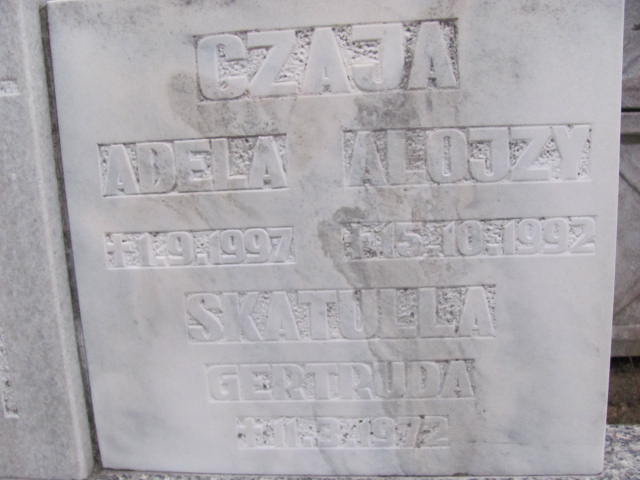 CZAJA
ADELA ALOJZY
†1.9.1997 †15.10.1992
SKATULLA
GERTRUDA
†11.3.1972